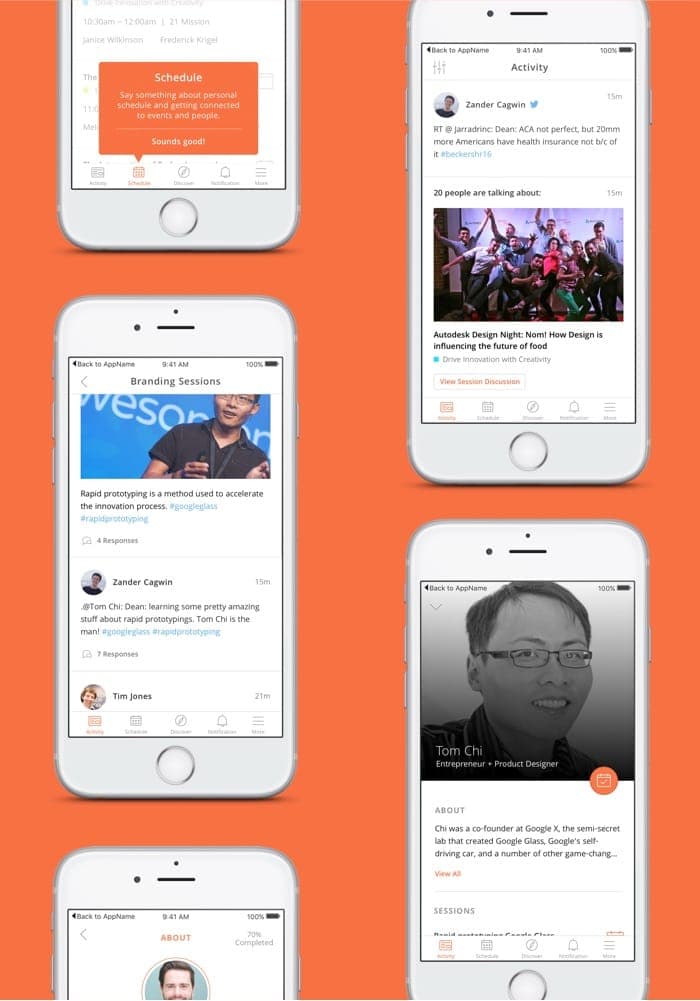 Drive Innovation with Creativity
10:30am – 12:00am | 21 Mission
Janice Wilkinson Frederick Krigel
The
Schedule
Say something about personal
schedule and getting connected
to events and people.
Sounds good!
Activity Schedule Discover Notification More
Back to AppName 9:41 AM 100%
Activity
Zander Cagwin 15m
RT @ Jarradrinc: Dean: ACA not perfect, but 20mm
more Americans have health insurance not b/c of
it #beckershr16
20 people are talking about: 15m
Autodesk Design Night: Nom! How Design is
influencing the future of food
Drive Innovation with Creativity
View Session Discussion
Activity Schedule Discover Notification More
Back to AppName 9:41 AM 100%
Branding Sessions
Rapid prototyping is a method used to accelerate
the innovation process. #googleglass
#rapidprototyping
4 Responses
Zander Cagwin 15m
.@Tom Chi: Dean: learning some pretty amazing
stuff about rapid prototypings. Tom Chi is the
man! #googleglass #rapidprototyping
7 Responses
Tim Jones 21m
Activity Schedule Discover Notification More
Back to AppName 100%
Tom Chi
Entrepreneur + Product Designer
ABOUT
Chi was a co-founder at Google X, the semi-secret
lab that created Google Glass, Google's self-
driving car, and a number of other game-chang...
View All
SESSIONS
Rapid prototyping Google Glass
Activity Schedule Discover Notification More
Back to AppName 9:41 AM 100%
ABOUT 70%
Completed